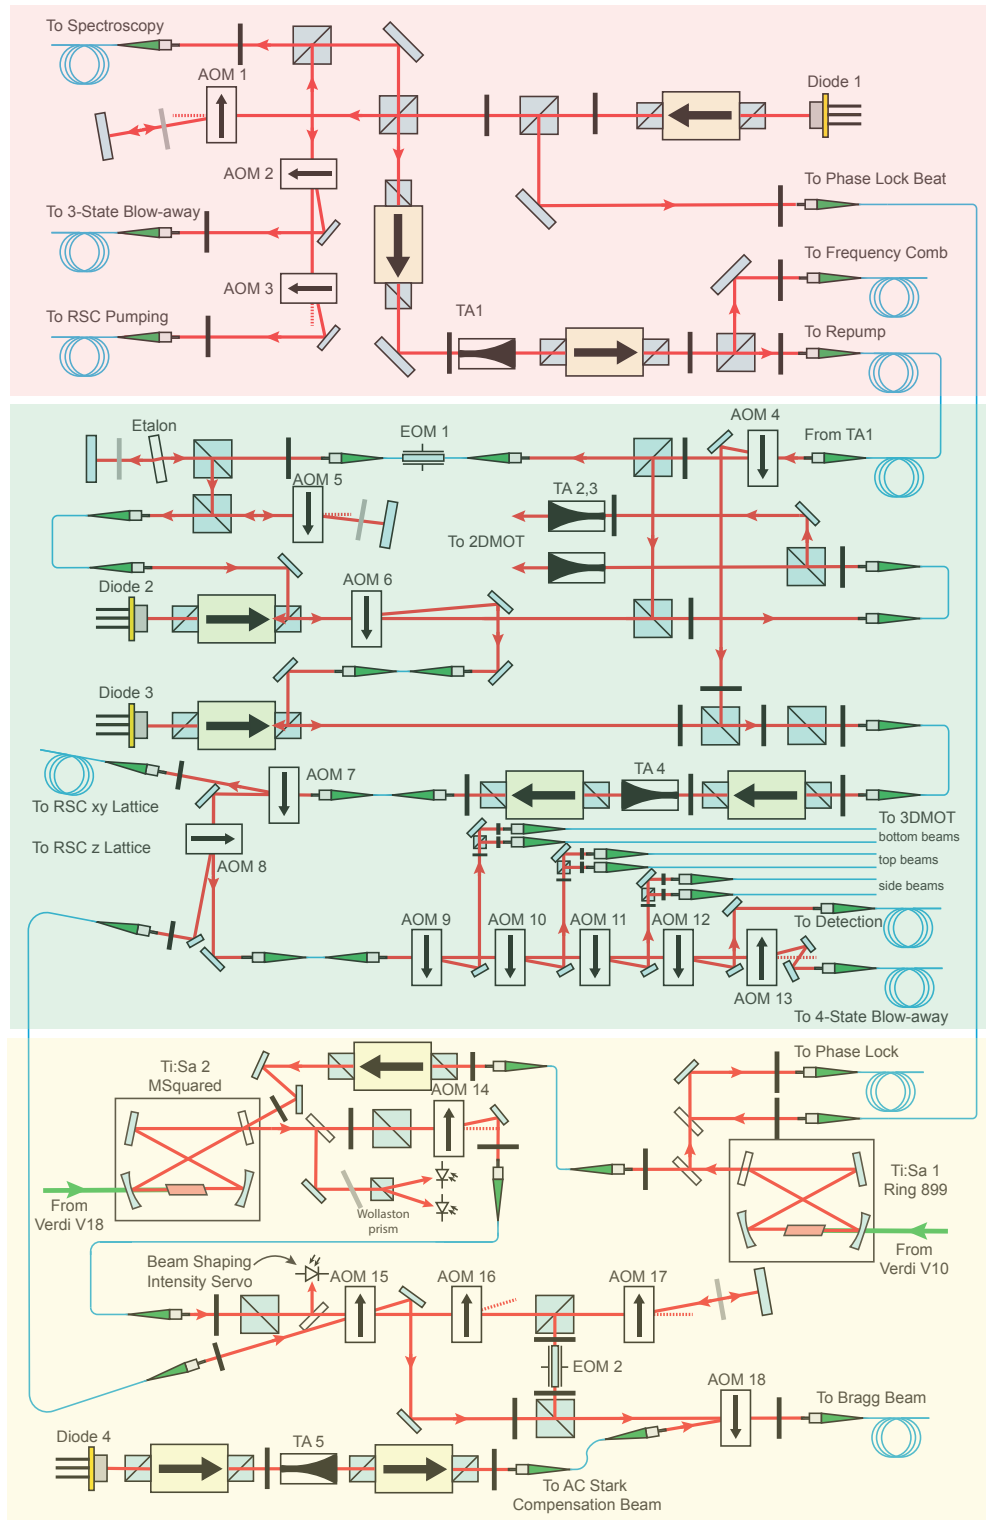 To Spectroscopy
AOM 1
Diode 1
AOM 2
To Phase Lock Beat
To 3-State Blow-away
To Frequency Comb
AOM 3
To RSC Pumping
TA1
To Repump
AOM 4
Etalon
EOM 1
From TA1
AOM 5
TA 2,3
To 2DMOT
AOM 6
Diode 2
Diode 3
AOM 7
TA 4
To RSC xy Lattice
To 3DMOT
bottom beams
To RSC z Lattice
top beams
AOM 8
side beams
AOM 9
AOM 10
AOM 11
AOM 12
To Detection
AOM 13
To 4-State Blow-away
To Phase Lock
Ti:Sa 2
MSquared
AOM 14
Ti:Sa 1
Ring 899
From
Verdi V18
Wollaston
prism
From
Verdi V10
Beam Shaping
Intensity Servo
AOM 15
AOM 16
AOM 17
EOM 2
AOM 18
To Bragg Beam
Diode 4
TA 5
To AC Stark
Compensation Beam